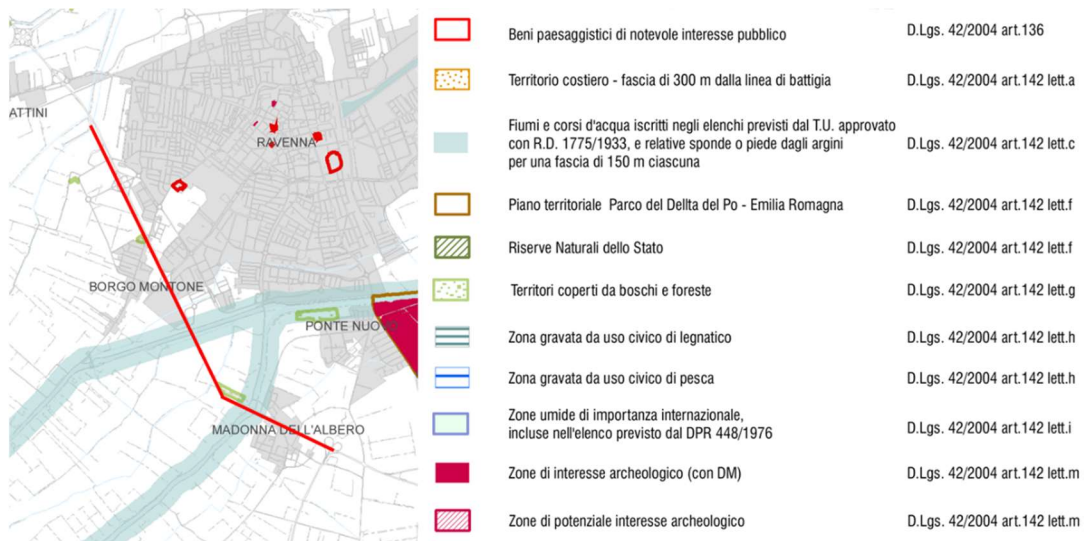 ATTINI
RAVENNA
BORGO MONTONE
PONTE NUOVO
MADONNA DELL'ALBERO
Beni paesaggistici di notevole interesse pubblico D.Lgs. 42/2004 art.136
Territorio costiero - fascia di 300 m dalla linea di battigia D.Lgs. 42/2004 art.142 lett.a
Fiumi e corsi d'acqua iscritti negli elenchi previsti dal T.U. approvato
con R.D. 1775/1933, e relative sponde o piede dagli argini D.Lgs. 42/2004 art.142 lett.c
per una fascia di 150 m ciascuna
Piano territoriale Parco del Dellta del Po - Emilia Romagna D.Lgs. 42/2004 art.142 lett.f
Riserve Naturali dello Stato D.Lgs. 42/2004 art.142 lett.f
Territori coperti da boschi e foreste D.Lgs. 42/2004 art.142 lett.g
Zona gravata da uso civico di legnatico D.Lgs. 42/2004 art.142 lett.h
Zona gravata da uso civico di pesca D.Lgs. 42/2004 art.142 lett.h
Zone umide di importanza internazionale,
incluse nell'elenco previsto dal DPR 448/1976 D.Lgs. 42/2004 art.142 lett.i
Zone di interesse archeologico (con DM) D.Lgs. 42/2004 art.142 lett.m
Zone di potenziale interesse archeologico D.Lgs. 42/2004 art.142 lett.m